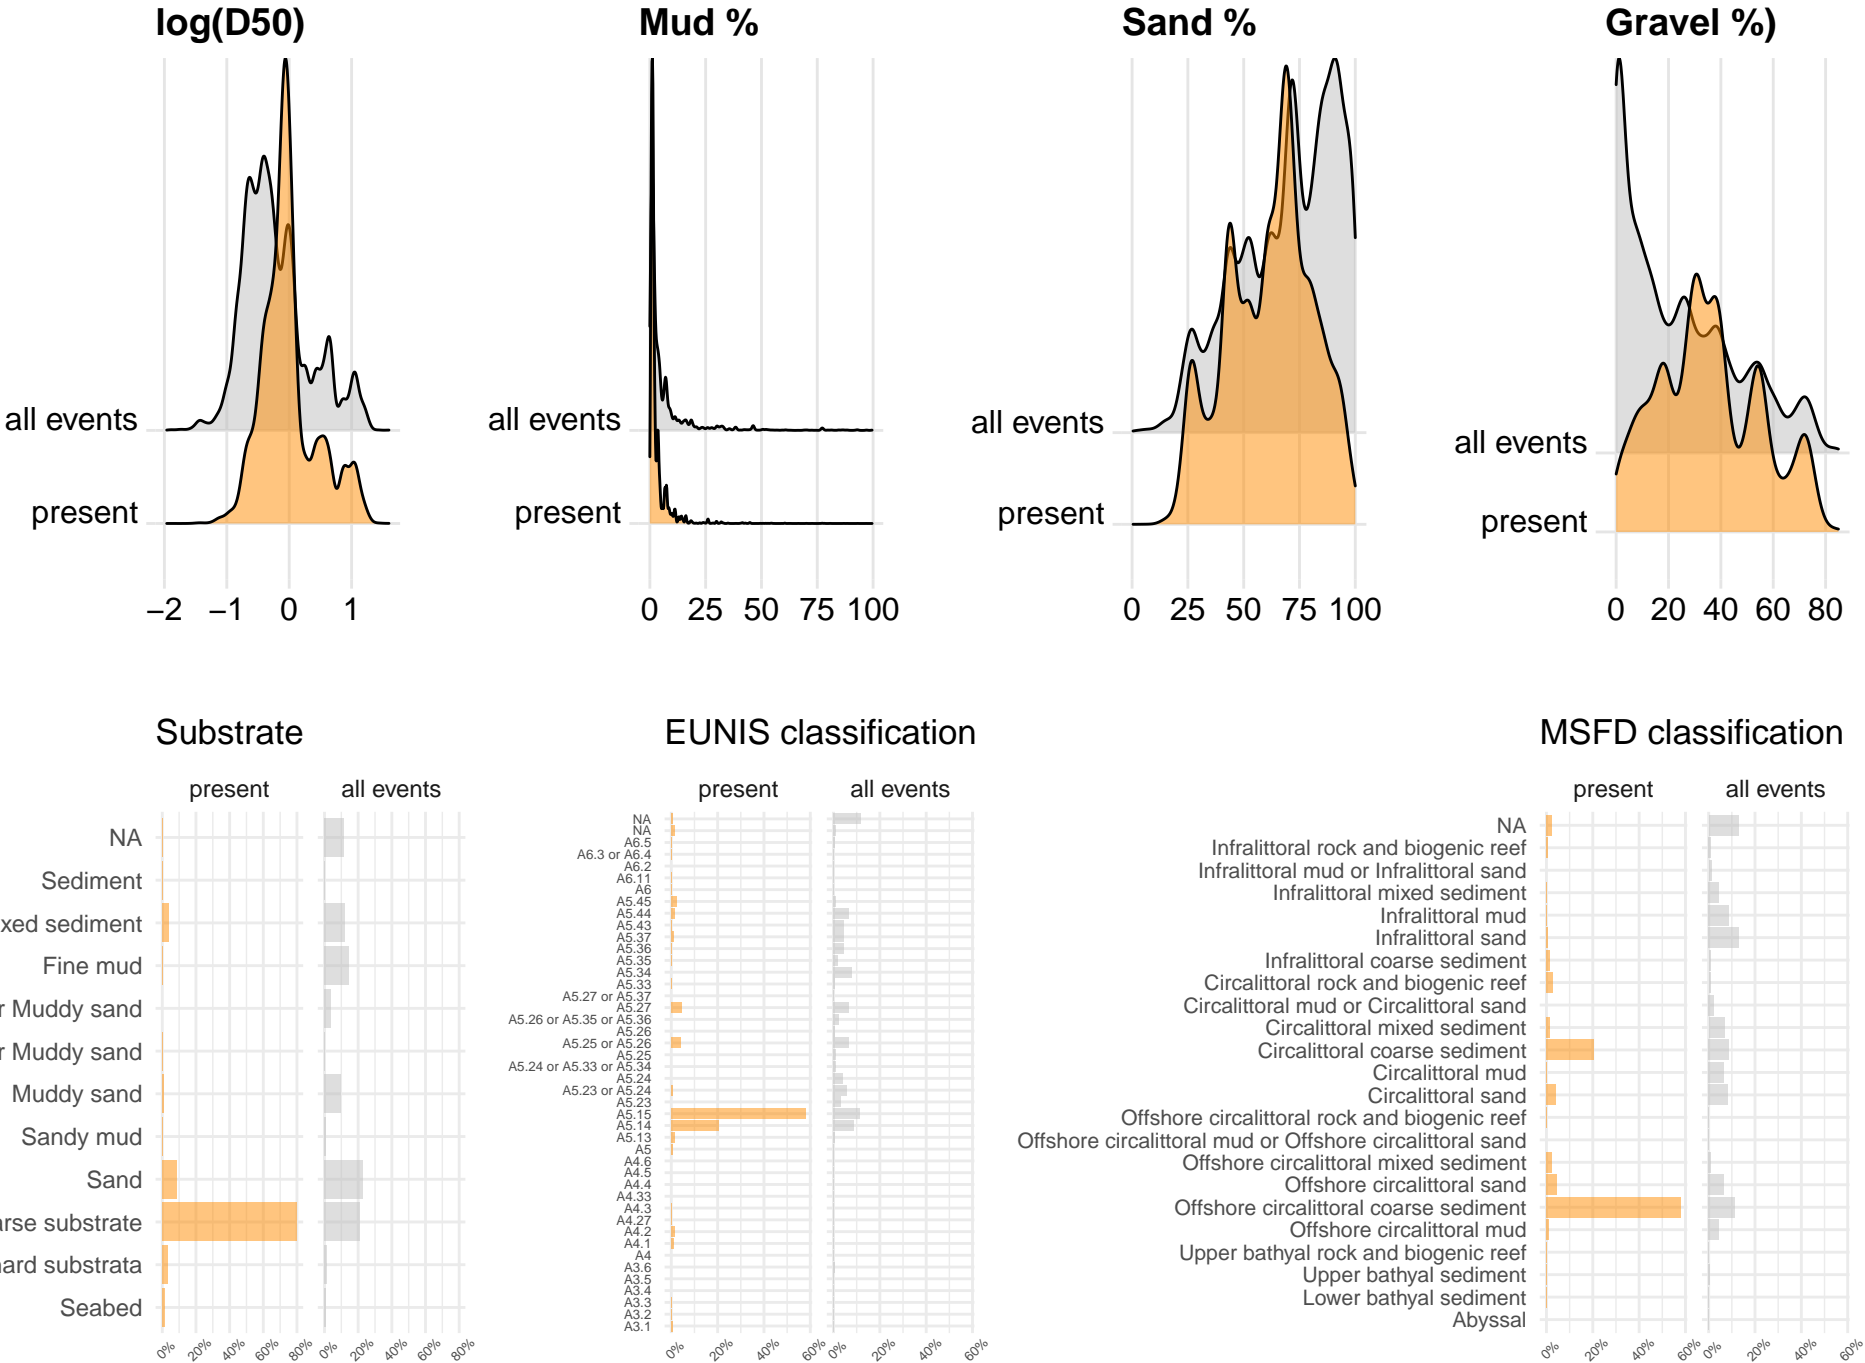 log(D50)
Mud %
Sand %
Gravel %)
all events
present
−2 −1 0 1
all events
present
0 25 50 75 100
all events
present
0 25 50 75 100
all events
present
0 20 40 60 80
Substrate
present all events
NA
Sediment
xed sediment
Fine mud
r Muddy sand
r Muddy sand
Muddy sand
Sandy mud
Sand
arse substrate
hard substrata
Seabed
0% 20% 40% 60% 80% 0% 20% 40% 60% 80%
EUNIS classification
present all events
NA
NA
A6.5
A6.3 or A6.4
A6.2
A6.11
A6
A5.45
A5.44
A5.43
A5.37
A5.36
A5.35
A5.34
A5.33
A5.27 or A5.37
A5.27
A5.26 or A5.35 or A5.36
A5.26
A5.25 or A5.26
A5.25
A5.24 or A5.33 or A5.34
A5.24
A5.23 or A5.24
A5.23
A5.15
A5.14
A5.13
A5
A4.6
A4.5
A4.4
A4.33
A4.3
A4.27
A4.2
A4.1
A4
A3.6
A3.5
A3.4
A3.3
A3.2
A3.1
0% 20% 40% 60% 0% 20% 40% 60%
MSFD classification
present all events
NA
Infralittoral rock and biogenic reef
Infralittoral mud or Infralittoral sand
Infralittoral mixed sediment
Infralittoral mud
Infralittoral sand
Infralittoral coarse sediment
Circalittoral rock and biogenic reef
Circalittoral mud or Circalittoral sand
Circalittoral mixed sediment
Circalittoral coarse sediment
Circalittoral mud
Circalittoral sand
Offshore circalittoral rock and biogenic reef
Offshore circalittoral mud or Offshore circalittoral sand
Offshore circalittoral mixed sediment
Offshore circalittoral sand
Offshore circalittoral coarse sediment
Offshore circalittoral mud
Upper bathyal rock and biogenic reef
Upper bathyal sediment
Lower bathyal sediment
Abyssal
0% 20% 40% 60% 0% 20% 40% 60%